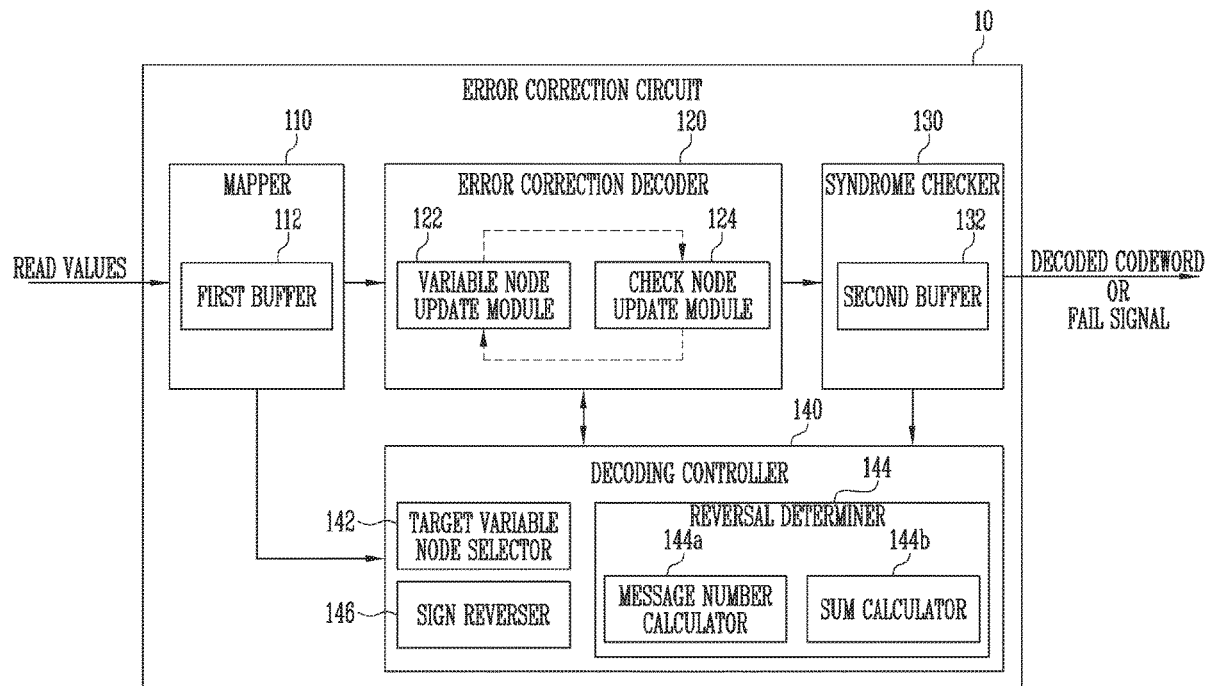 10
ERROR CORRECTION CIRCUIT
110
120
130
MAPPER
ERROR CORRECTION DECODER
SYNDROME CHECKER
112
122
124
132
READ VALUES
FIRST BUFFER
VARIABLE NODE
UPDATE MODULE
CHECK NODE
UPDATE MODULE
SECOND BUFFER
DECODED CODEWORD
OR
FAIL SIGNAL
140
DECODING CONTROLLER
144
142
TARGET VARIABLE
NODE SELECTOR
REVERSAL DETERMINER
144a
144b
146
SIGN REVERSER
MESSAGE NUMBER
CALCULATOR
SUM CALCULATOR